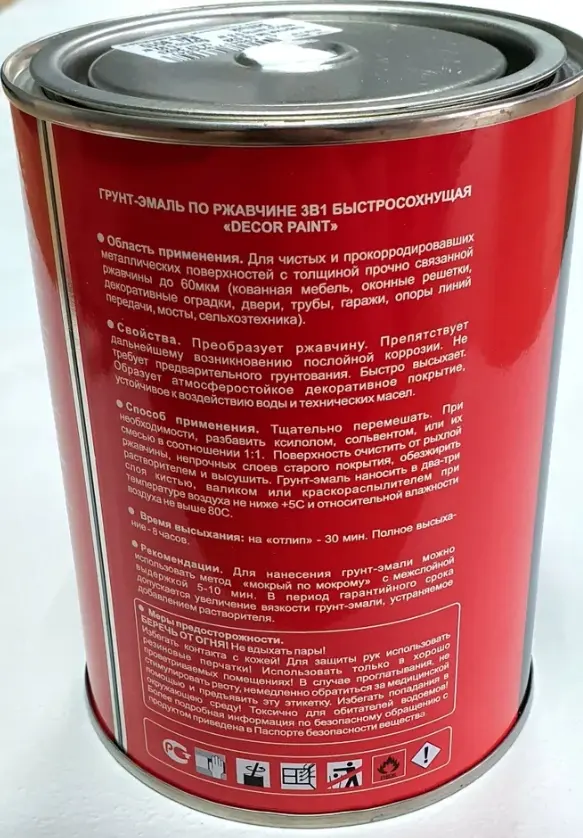 ГРУНТ-ЭМАЛЬ ПО РЖАВЧИНЕ 3В1 БЫСТРОСОХНУЩАЯ
«DECOR PAINT»
● Область применения. Для чистых и прокорродировавших
металлических поверхностей с толщиной прочно связанной
ржавчины до 60мкм (кованная мебель, оконные решетки,
декоративные оградки, двери, трубы, гаражи, опоры линий
передачи, мосты, сельхозтехника).
● Свойства. Преобразует ржавчину. Препятствует
дальнейшему возникновению послойной коррозии. Не
требует предварительного грунтования. Быстро высыхает.
Образует атмосферостойкое декоративное покрытие,
устойчивое к воздействию воды и технических масел.
● Способ применения. Тщательно перемешать. При
необходимости, разбавить ксилолом, сольвентом, или их
смесью в соотношении 1:1. Поверхность очистить от рыхлой
ржавчины, непрочных слоев старого покрытия, обезжирить
растворителем и высушить. Грунт-эмаль наносить в два-три
слоя кистью, валиком или краскораспылителем при
температуре воздуха не ниже +5С и относительной влажности
воздуха не выше 80С.
● Время высыхания: на «отлип» - 30 мин. Полное высыха-
ние - 8 часов.
● Рекомендации. Для нанесения грунт-эмали можно
использовать метод «мокрый по мокрому» с межслойной
выдержкой 5-10 мин. В период гарантийного срока
допускается увеличение вязкости грунт-эмали, устраняемое
добавлением растворителя.
● Меры предосторожности.
БЕРЕЧЬ ОТ ОГНЯ! Не вдыхать пары!
Избегать контакта с кожей! Для защиты рук использовать
резиновые перчатки! Использовать только в хорошо
проветриваемых помещениях! В случае проглатывания, не
стимулировать рвоту, немедленно обратиться за медицинской
помощью и предъявить эту этикетку. Избегать попадания в
окружающую среду! Токсично для обитателей водоемов!
Более подробная информация по безопасному обращению с
продуктом приведена в Паспорте безопасности вещества